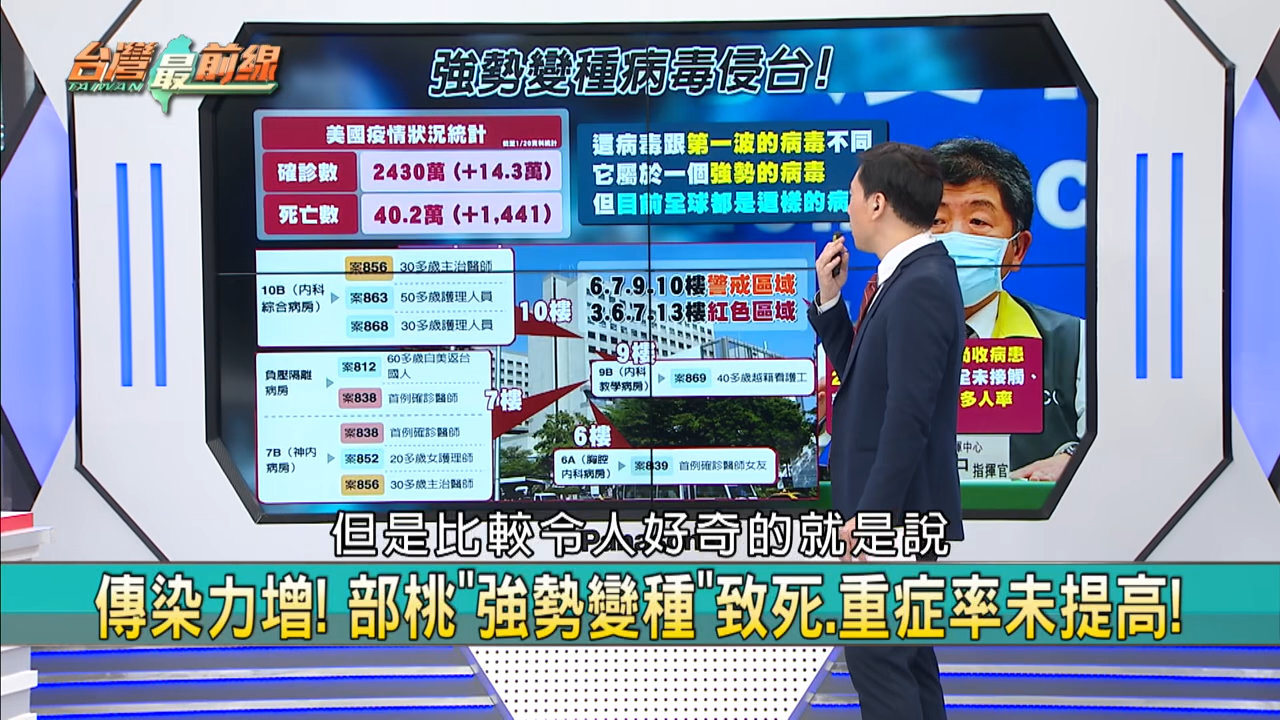 台灣最前線
TAIWAN
強勢變種病毒侵台!
美國疫情狀況統計
截至1/20資料統計
確診數 2430萬 (+14.3萬)
死亡數 40.2萬 (+1,441)
這病毒跟第一波的病毒不同
它屬於一個強勢的病毒
但目前全球都是這樣的病
10B(內科
綜合病房)
案856 30多歲主治醫師
案863 50多歲護理人員
案868 30多歲護理人員
10樓
6.7.9.10樓警戒區域
3.6.7.13樓紅色區域
負壓隔離
病房
案812 60多歲自美返台
國人
案838 首例確診醫師
7樓
7B(神內
病房)
案838 首例確診醫師
案852 20多歲女護理師
案856 30多歲主治醫師
9樓
9B(內科
教學病房)
案869 40多歲越籍看護工
6樓
6A(胸腔
內科病房)
案839 首例確診醫師女友
收病患
全未接觸、
多人率
揮中心
指揮官
但是比較令人好奇的就是說
傳染力增! 部桃"強勢變種"致死.重症率未提高!